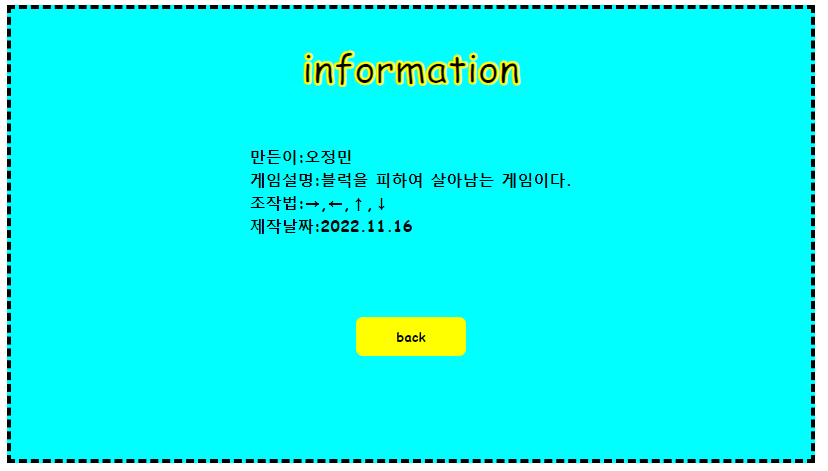 information
만든이:오정민
게임설명:블럭을 피하여 살아남는 게임이다.
조작법:→,←,↑,↓
제작날짜:2022.11.16
back